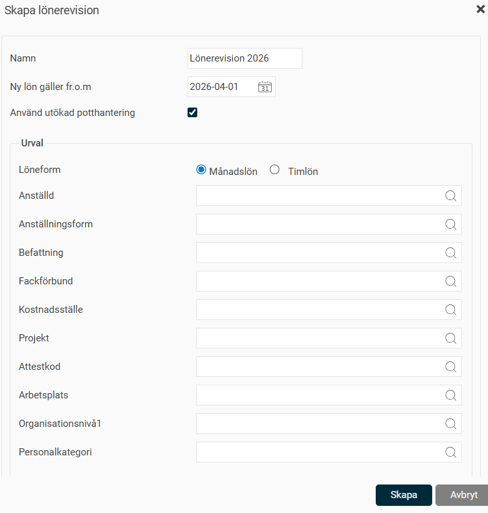 Skapa lönerevision
Namn
Lönerevision 2026
Ny lön gäller fr.o.m
2026-04-01
31
Använd utökad potthantering
Urval
Löneform
Månadslön
Timlön
Anställd
Anställningsform
Befattning
Fackförbund
Kostnadsställe
Projekt
Attestkod
Arbetsplats
Organisationsnivå1
Personalkategori
Skapa
Avbryt